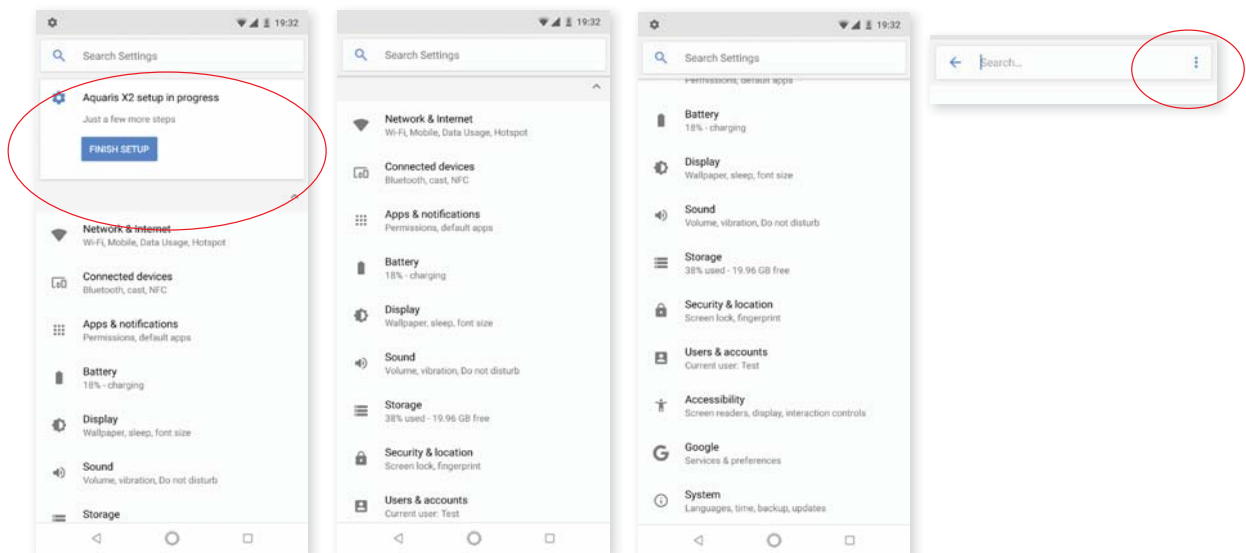 19:32
Search Settings
Aquaris X2 setup in progress
Just a few more steps
FINISH SETUP
Network & Internet
Wi-Fi, Mobile, Data Usage, Hotspot
Connected devices
Bluetooth, cast, NFC
Apps & notifications
Permissions, default apps
Battery
18% - charging
Display
Wallpaper, sleep, font size
Sound
Volume, vibration, Do not disturb
Storage
19:32
Search Settings
Network & Internet
Wi-Fi, Mobile, Data Usage, Hotspot
Connected devices
Bluetooth, cast, NFC
Apps & notifications
Permissions, default apps
Battery
18% - charging
Display
Wallpaper, sleep, font size
Sound
Volume, vibration, Do not disturb
Storage
38% used - 19.96 GB free
Security & location
Screen lock, fingerprint
Users & accounts
Current user: Test
19:32
Search Settings
Permissions, default apps
Battery
18% - charging
Display
Wallpaper, sleep, font size
Sound
Volume, vibration, Do not disturb
Storage
38% used - 19.96 GB free
Security & location
Screen lock, fingerprint
Users & accounts
Current user: Test
Accessibility
Screen readers, display, interaction controls
Google
Services & preferences
System
Languages, time, backup, updates
Search...